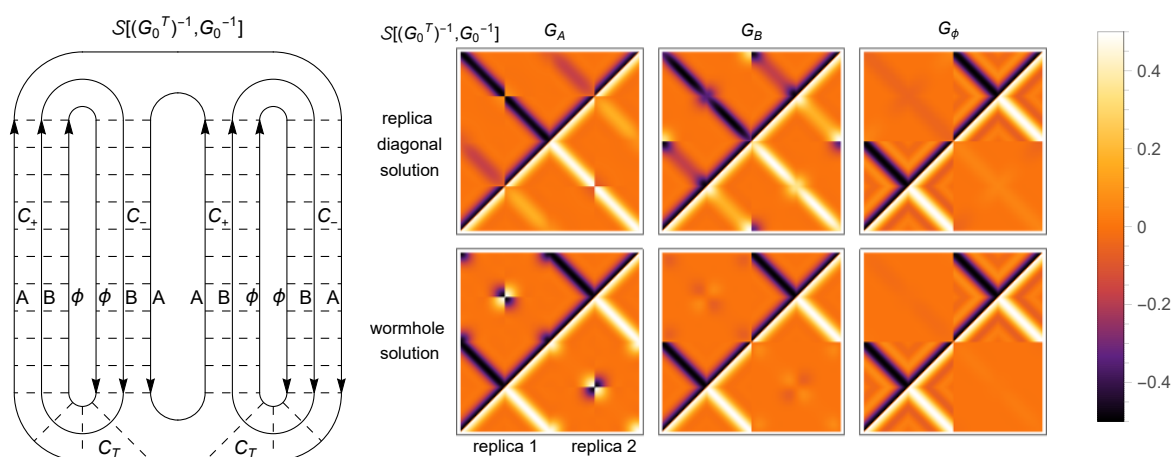 𝒮[(G₀ᵀ)⁻¹,G₀⁻¹]
C₊ C₋ C₊ C₋
A B ϕ ϕ B A A B ϕ ϕ B A
C_T C_T
𝒮[(G₀ᵀ)⁻¹,G₀⁻¹] G_A G_B G_ϕ
replica
diagonal
solution
wormhole
solution
replica 1 replica 2
0.4
0.2
0
-0.2
-0.4